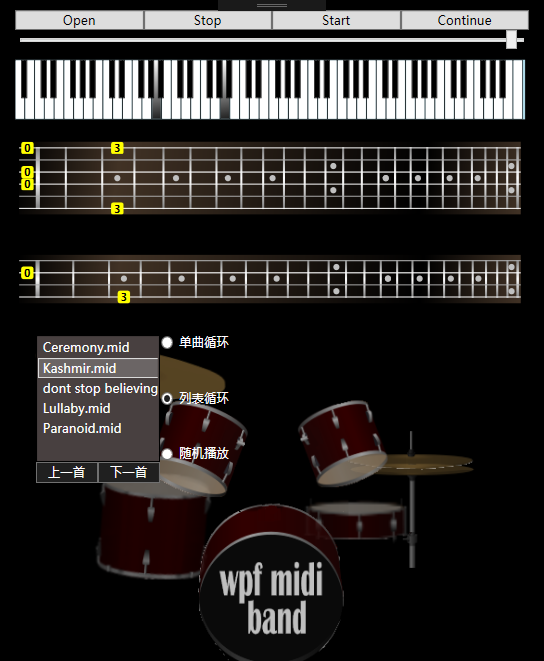 Open Stop Start Continue
0 3
0
0
3
0
3
Ceremony.mid
单曲循环
Kashmir.mid
dont stop believing
列表循环
Lullaby.mid
Paranoid.mid
随机播放
上一首 下一首
wpf midi
band